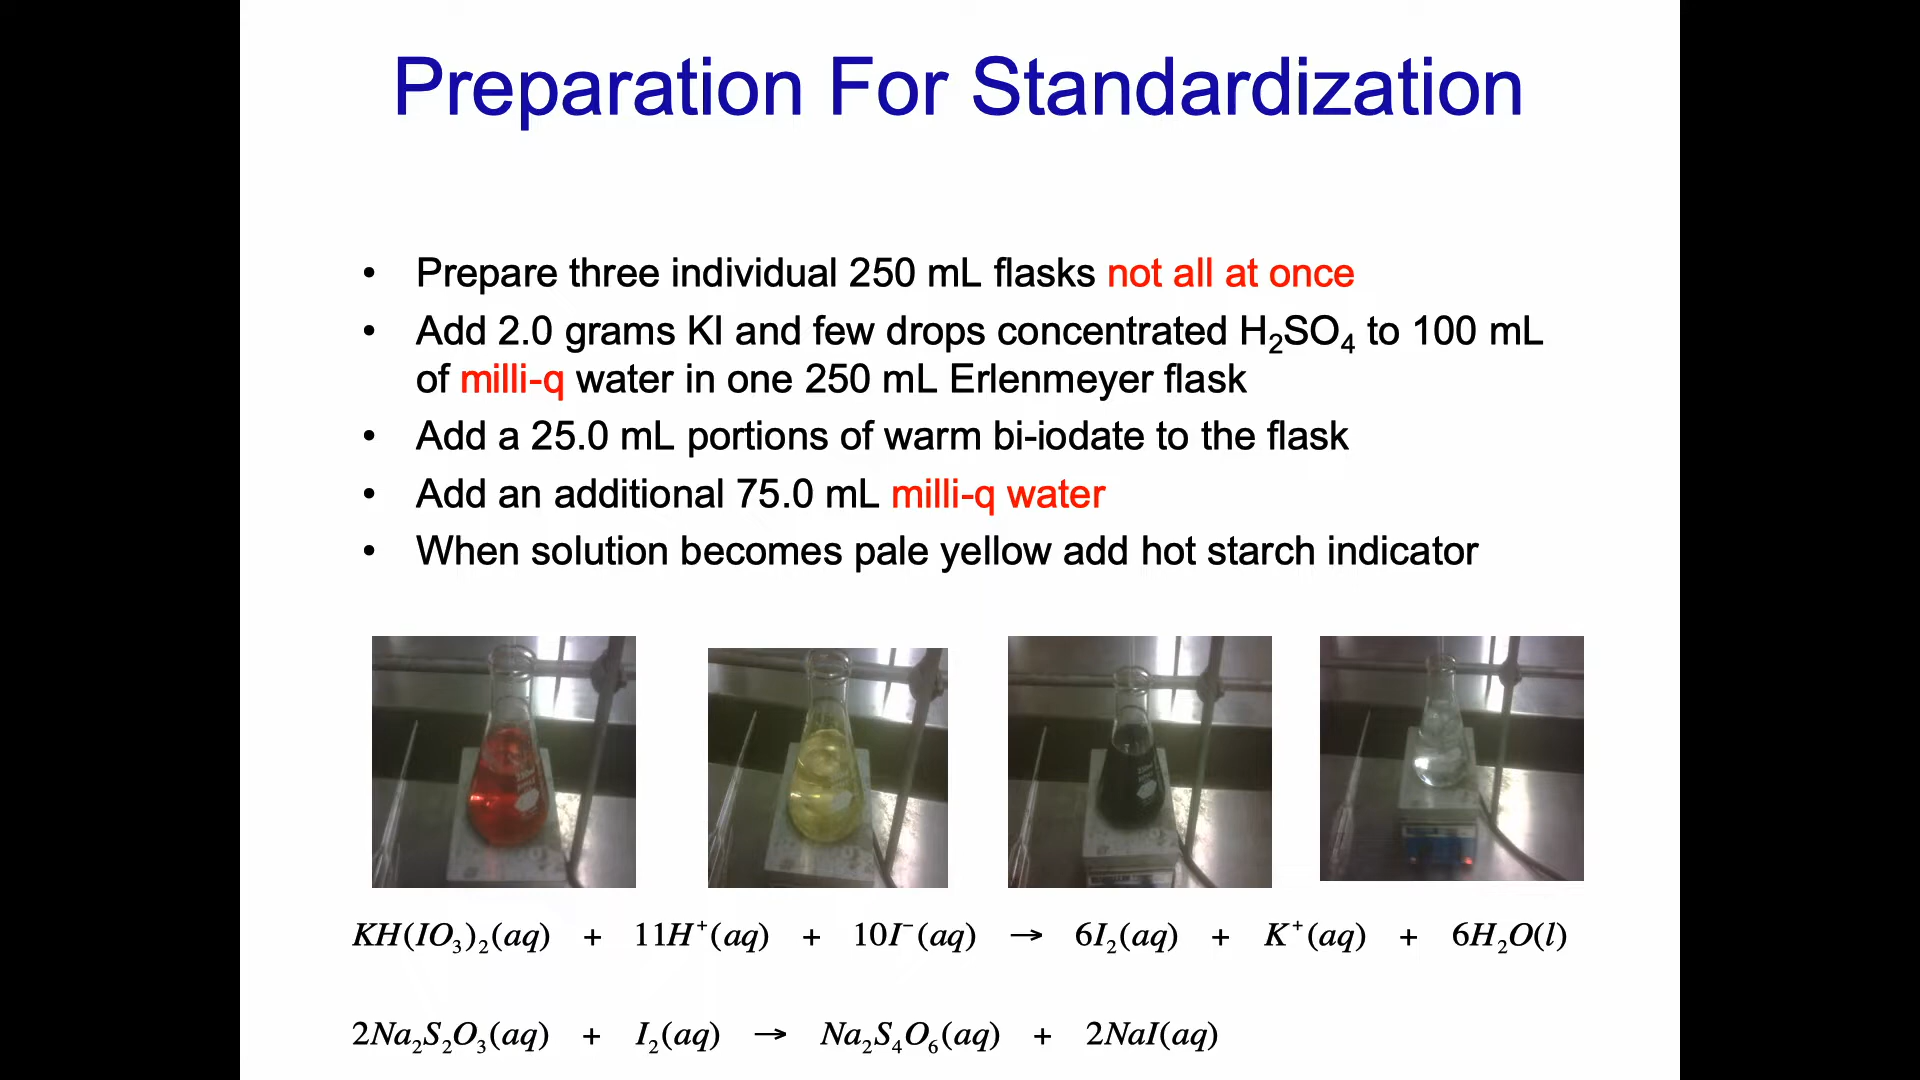 Preparation For Standardization
• Prepare three individual 250 mL flasks not all at once
• Add 2.0 grams KI and few drops concentrated H₂SO₄ to 100 mL
of milli-q water in one 250 mL Erlenmeyer flask
• Add a 25.0 mL portions of warm bi-iodate to the flask
• Add an additional 75.0 mL milli-q water
• When solution becomes pale yellow add hot starch indicator
KH(IO₃)₂(aq) + 11H⁺(aq) + 10I⁻(aq) → 6I₂(aq) + K⁺(aq) + 6H₂O(l)
2Na₂S₂O₃(aq) + I₂(aq) → Na₂S₄O₆(aq) + 2NaI(aq)